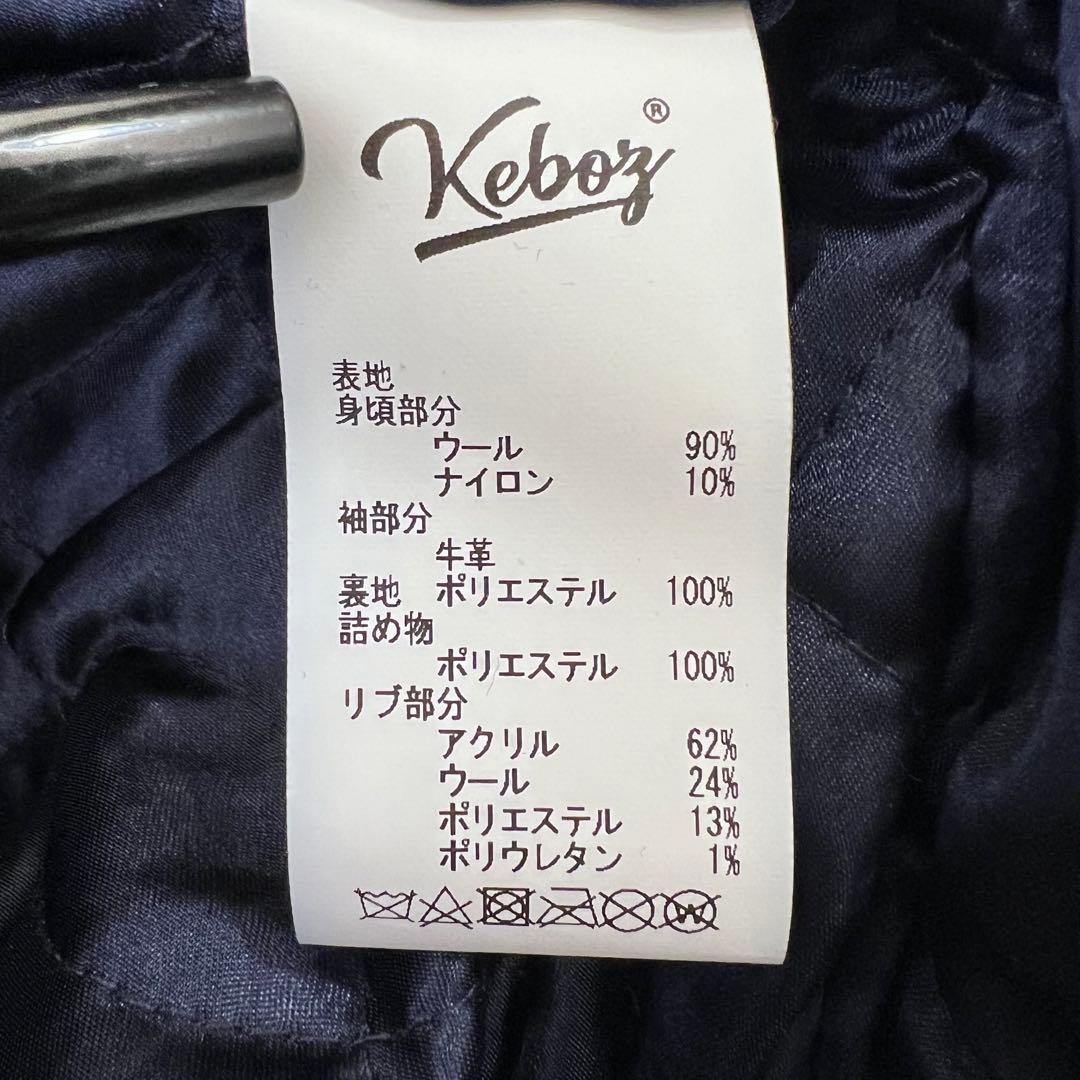 Keboz®
表地
身頃部分
ウール 90%
ナイロン 10%
袖部分
牛革
裏地 ポリエステル 100%
詰め物
ポリエステル 100%
リブ部分
アクリル 62%
ウール 24%
ポリエステル 13%
ポリウレタン 1%
W